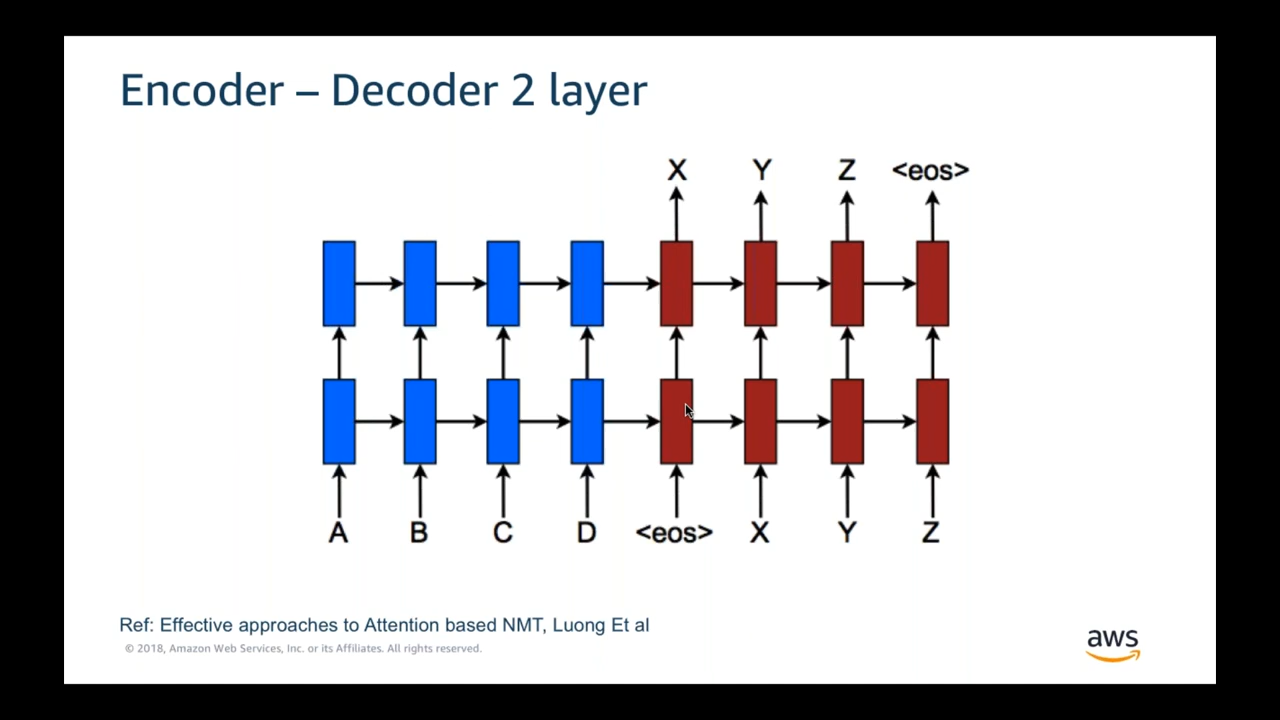 Encoder – Decoder 2 layer
X Y Z <eos>
A B C D <eos> X Y Z
Ref: Effective approaches to Attention based NMT, Luong Et al
© 2018, Amazon Web Services, Inc. or its Affiliates. All rights reserved.
aws